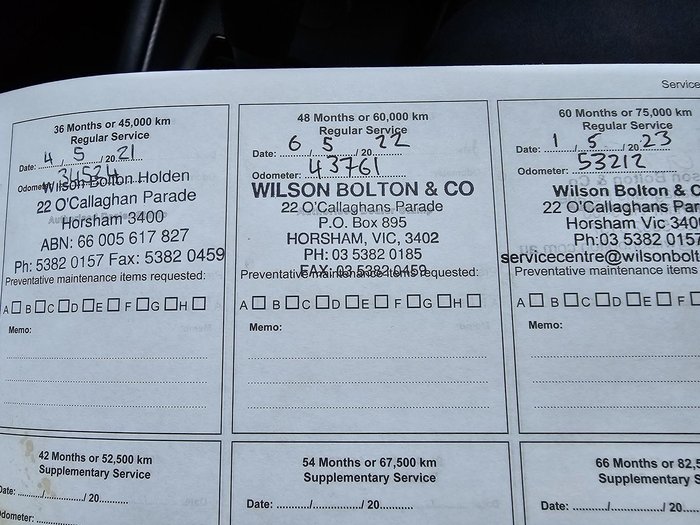 Service
36 Months or 45,000 km
Regular Service
Date: 4 / 5 / 20 21
Odometer 34524
Wilson Bolton Holden
22 O'Callaghan Parade
Horsham 3400
ABN: 66 005 617 827
Ph: 5382 0157 Fax: 5382 0459
Preventative maintenance items requested:
A B C D E F G H
Memo:
48 Months or 60,000 km
Regular Service
Date: 6 / 5 / 20 22
43761
WILSON BOLTON & CO
22 O'Callaghans Parade
P.O. Box 895
HORSHAM, VIC, 3402
PH: 03 5382 0185
FAX: 03 5382 0459
Preventative maintenance items requested:
A B C D E F G H
Memo:
60 Months or 75,000 km
Regular Service
Date: 1 / 5 / 20 23
Odometer: 53212
Wilson Bolton & C
22 O'Callaghans Par
Horsham Vic 340
Ph:03 5382 0157
servicecentre@wilsonbolt
Preventative maintenance items
A B C D E F
Memo:
42 Months or 52,500 km
Supplementary Service
Date: / / 20
dometer:
54 Months or 67,500 km
Supplementary Service
Date: / / 20
66 Months or 82,5
Supplementary S
Date: / / 20